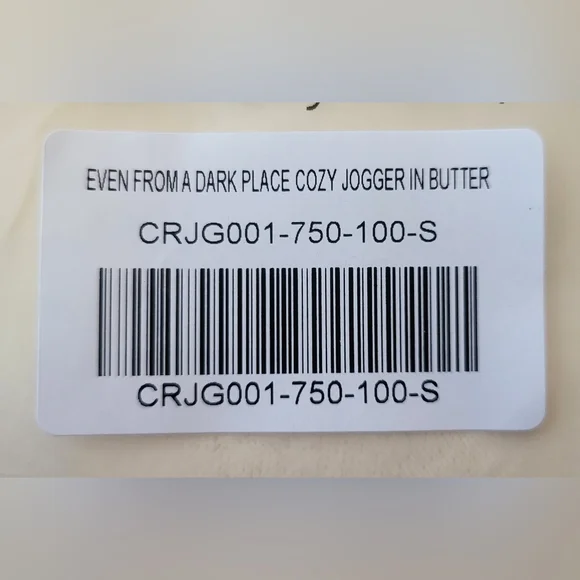 EVEN FROM A DARK PLACE COZY JOGGER IN BUTTER
CRJG001-750-100-S
CRJG001-750-100-S